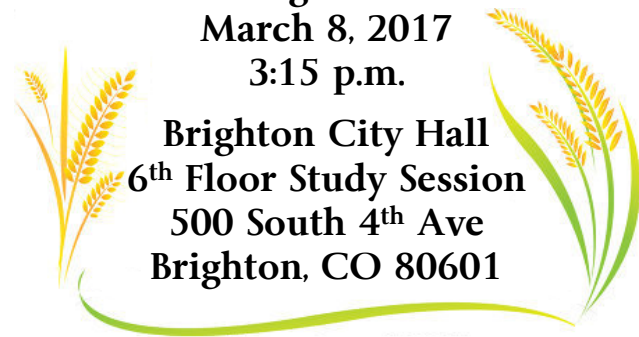 March 8, 2017
3:15 p.m.
Brighton City Hall
6th Floor Study Session
500 South 4th Ave
Brighton, CO 80601